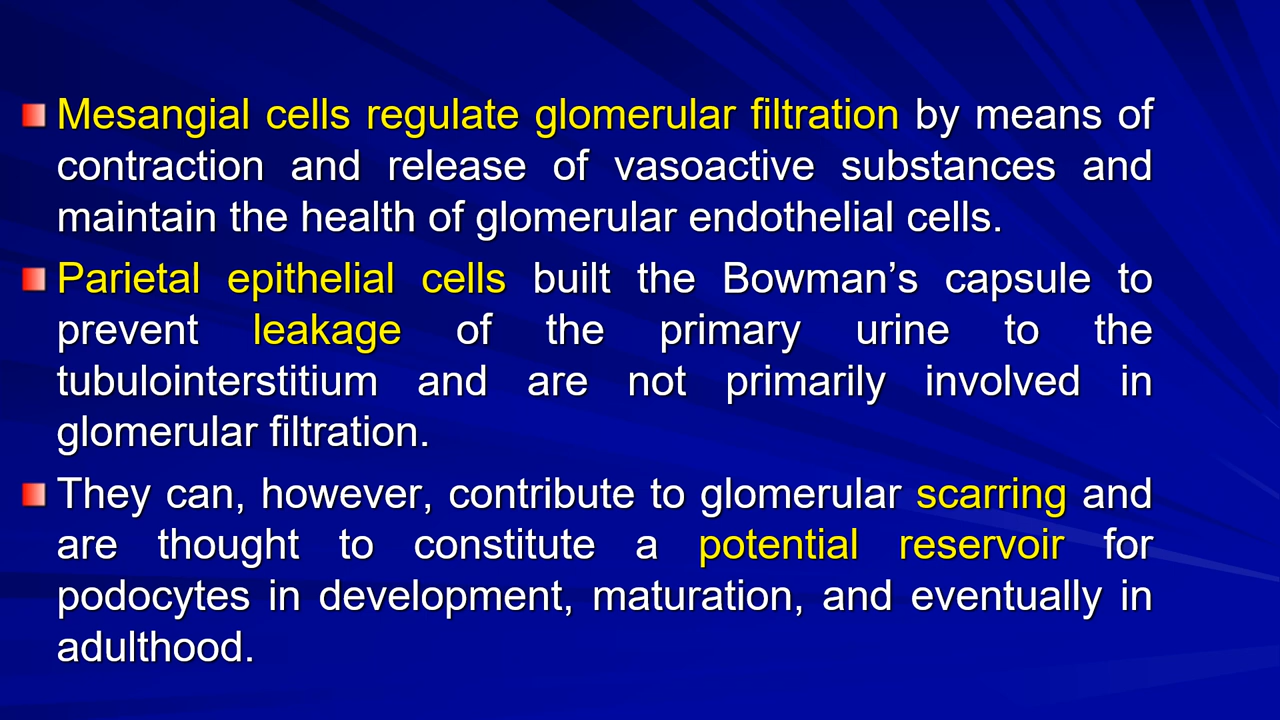 Mesangial cells regulate glomerular filtration by means of
contraction and release of vasoactive substances and
maintain the health of glomerular endothelial cells.
Parietal epithelial cells built the Bowman’s capsule to
prevent leakage of the primary urine to the
tubulointerstitium and are not primarily involved in
glomerular filtration.
They can, however, contribute to glomerular scarring and
are thought to constitute a potential reservoir for
podocytes in development, maturation, and eventually in
adulthood.